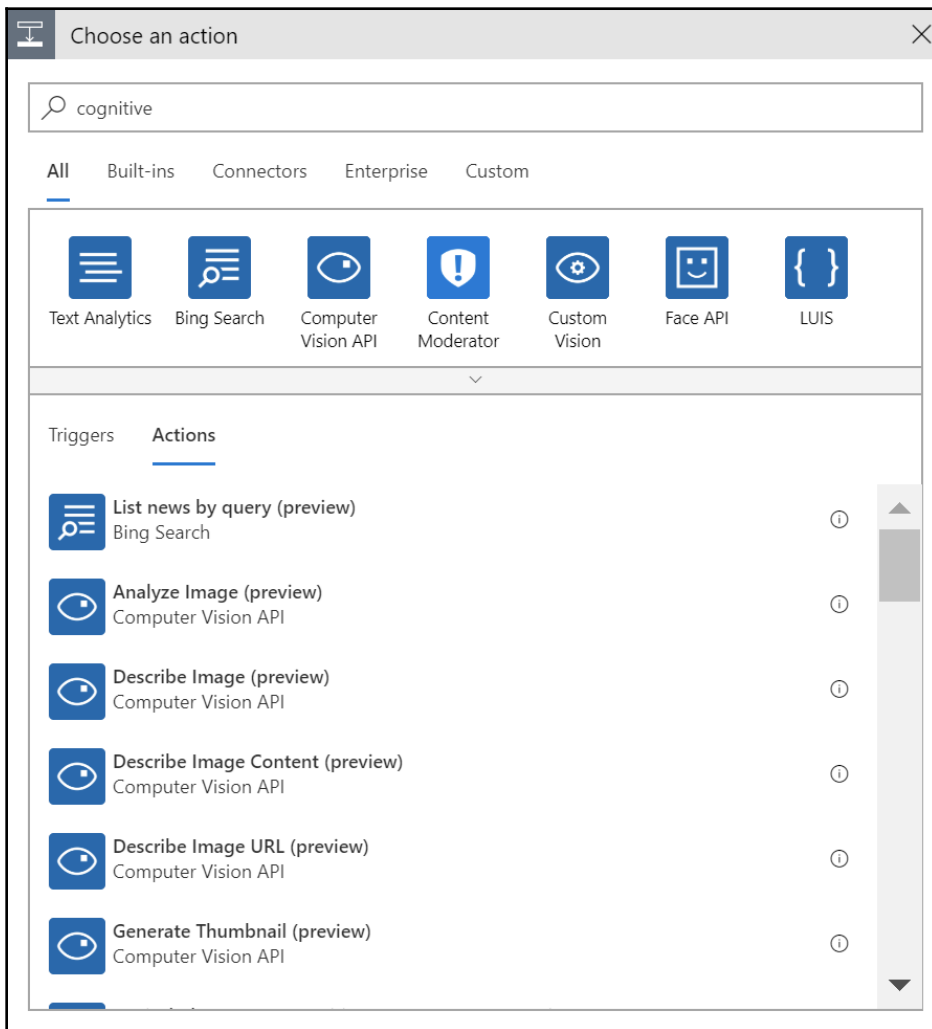 Choose an action
cognitive
All Built-ins Connectors Enterprise Custom
Text Analytics Bing Search Computer Vision API Content Moderator Custom Vision Face API LUIS
Triggers Actions
List news by query (preview)
Bing Search
Analyze Image (preview)
Computer Vision API
Describe Image (preview)
Computer Vision API
Describe Image Content (preview)
Computer Vision API
Describe Image URL (preview)
Computer Vision API
Generate Thumbnail (preview)
Computer Vision API